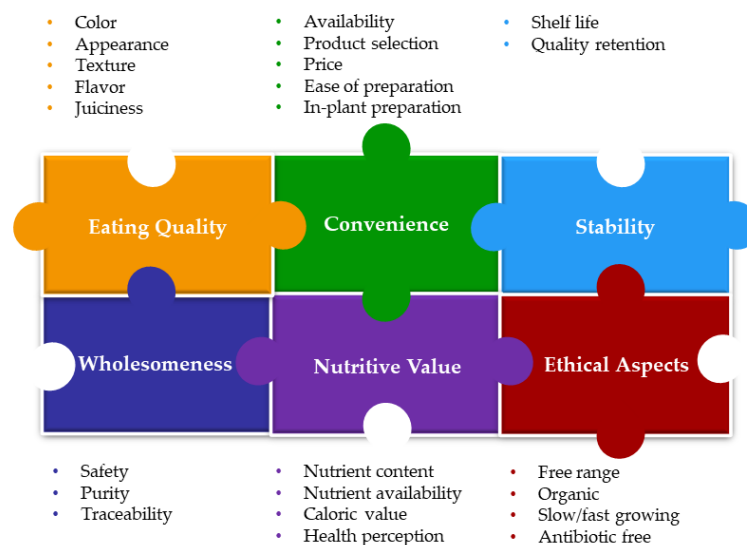 Color
Appearance
Texture
Flavor
Juiciness
Availability
Product selection
Price
Ease of preparation
In-plant preparation
Shelf life
Quality retention
Eating Quality
Convenience
Stability
Wholesomeness
Nutritive Value
Ethical Aspects
Safety
Purity
Traceability
Nutrient content
Nutrient availability
Caloric value
Health perception
Free range
Organic
Slow/fast growing
Antibiotic free